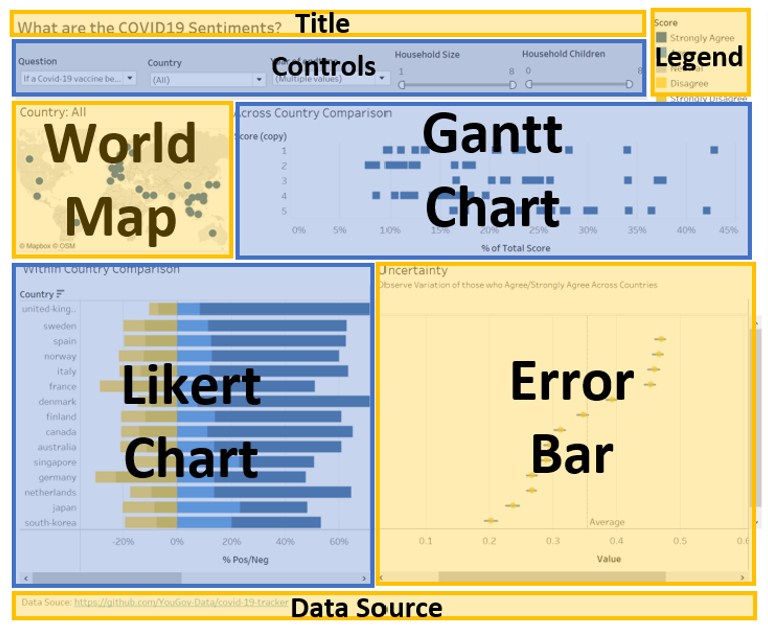 What are the COVID19 Sentiments? Title
Score
Strongly Agree
Legend
Disagree
Strongly Disagree
Question
If a Covid-19 vaccine be...
Country
(All)
Controls
(Multiple values)
Household Size
1 8
Household Children
0 8
Country: All
World
Map
© Mapbox © OSM
Across Country Comparison
Score (copy)
Gantt
Chart
1
2
3
4
5
0% 5% 10% 15% 20% 25% 30% 35% 40% 45%
% of Total Score
Within Country Comparison
Country
united-king..
sweden
spain
norway
italy
france
denmark
finland
canada
australia
singapore
germany
netherlands
japan
south-korea
Likert
Chart
-20% 0% 20% 40% 60%
% Pos/Neg
Uncertainty
Observe Variation of those who Agree/Strongly Agree Across Countries
Error
Bar
Average
0.1 0.2 0.3 0.4 0.5
Value
Data Souce: https://github.com/YouGov-Data/covid-19-tracker
Data Source